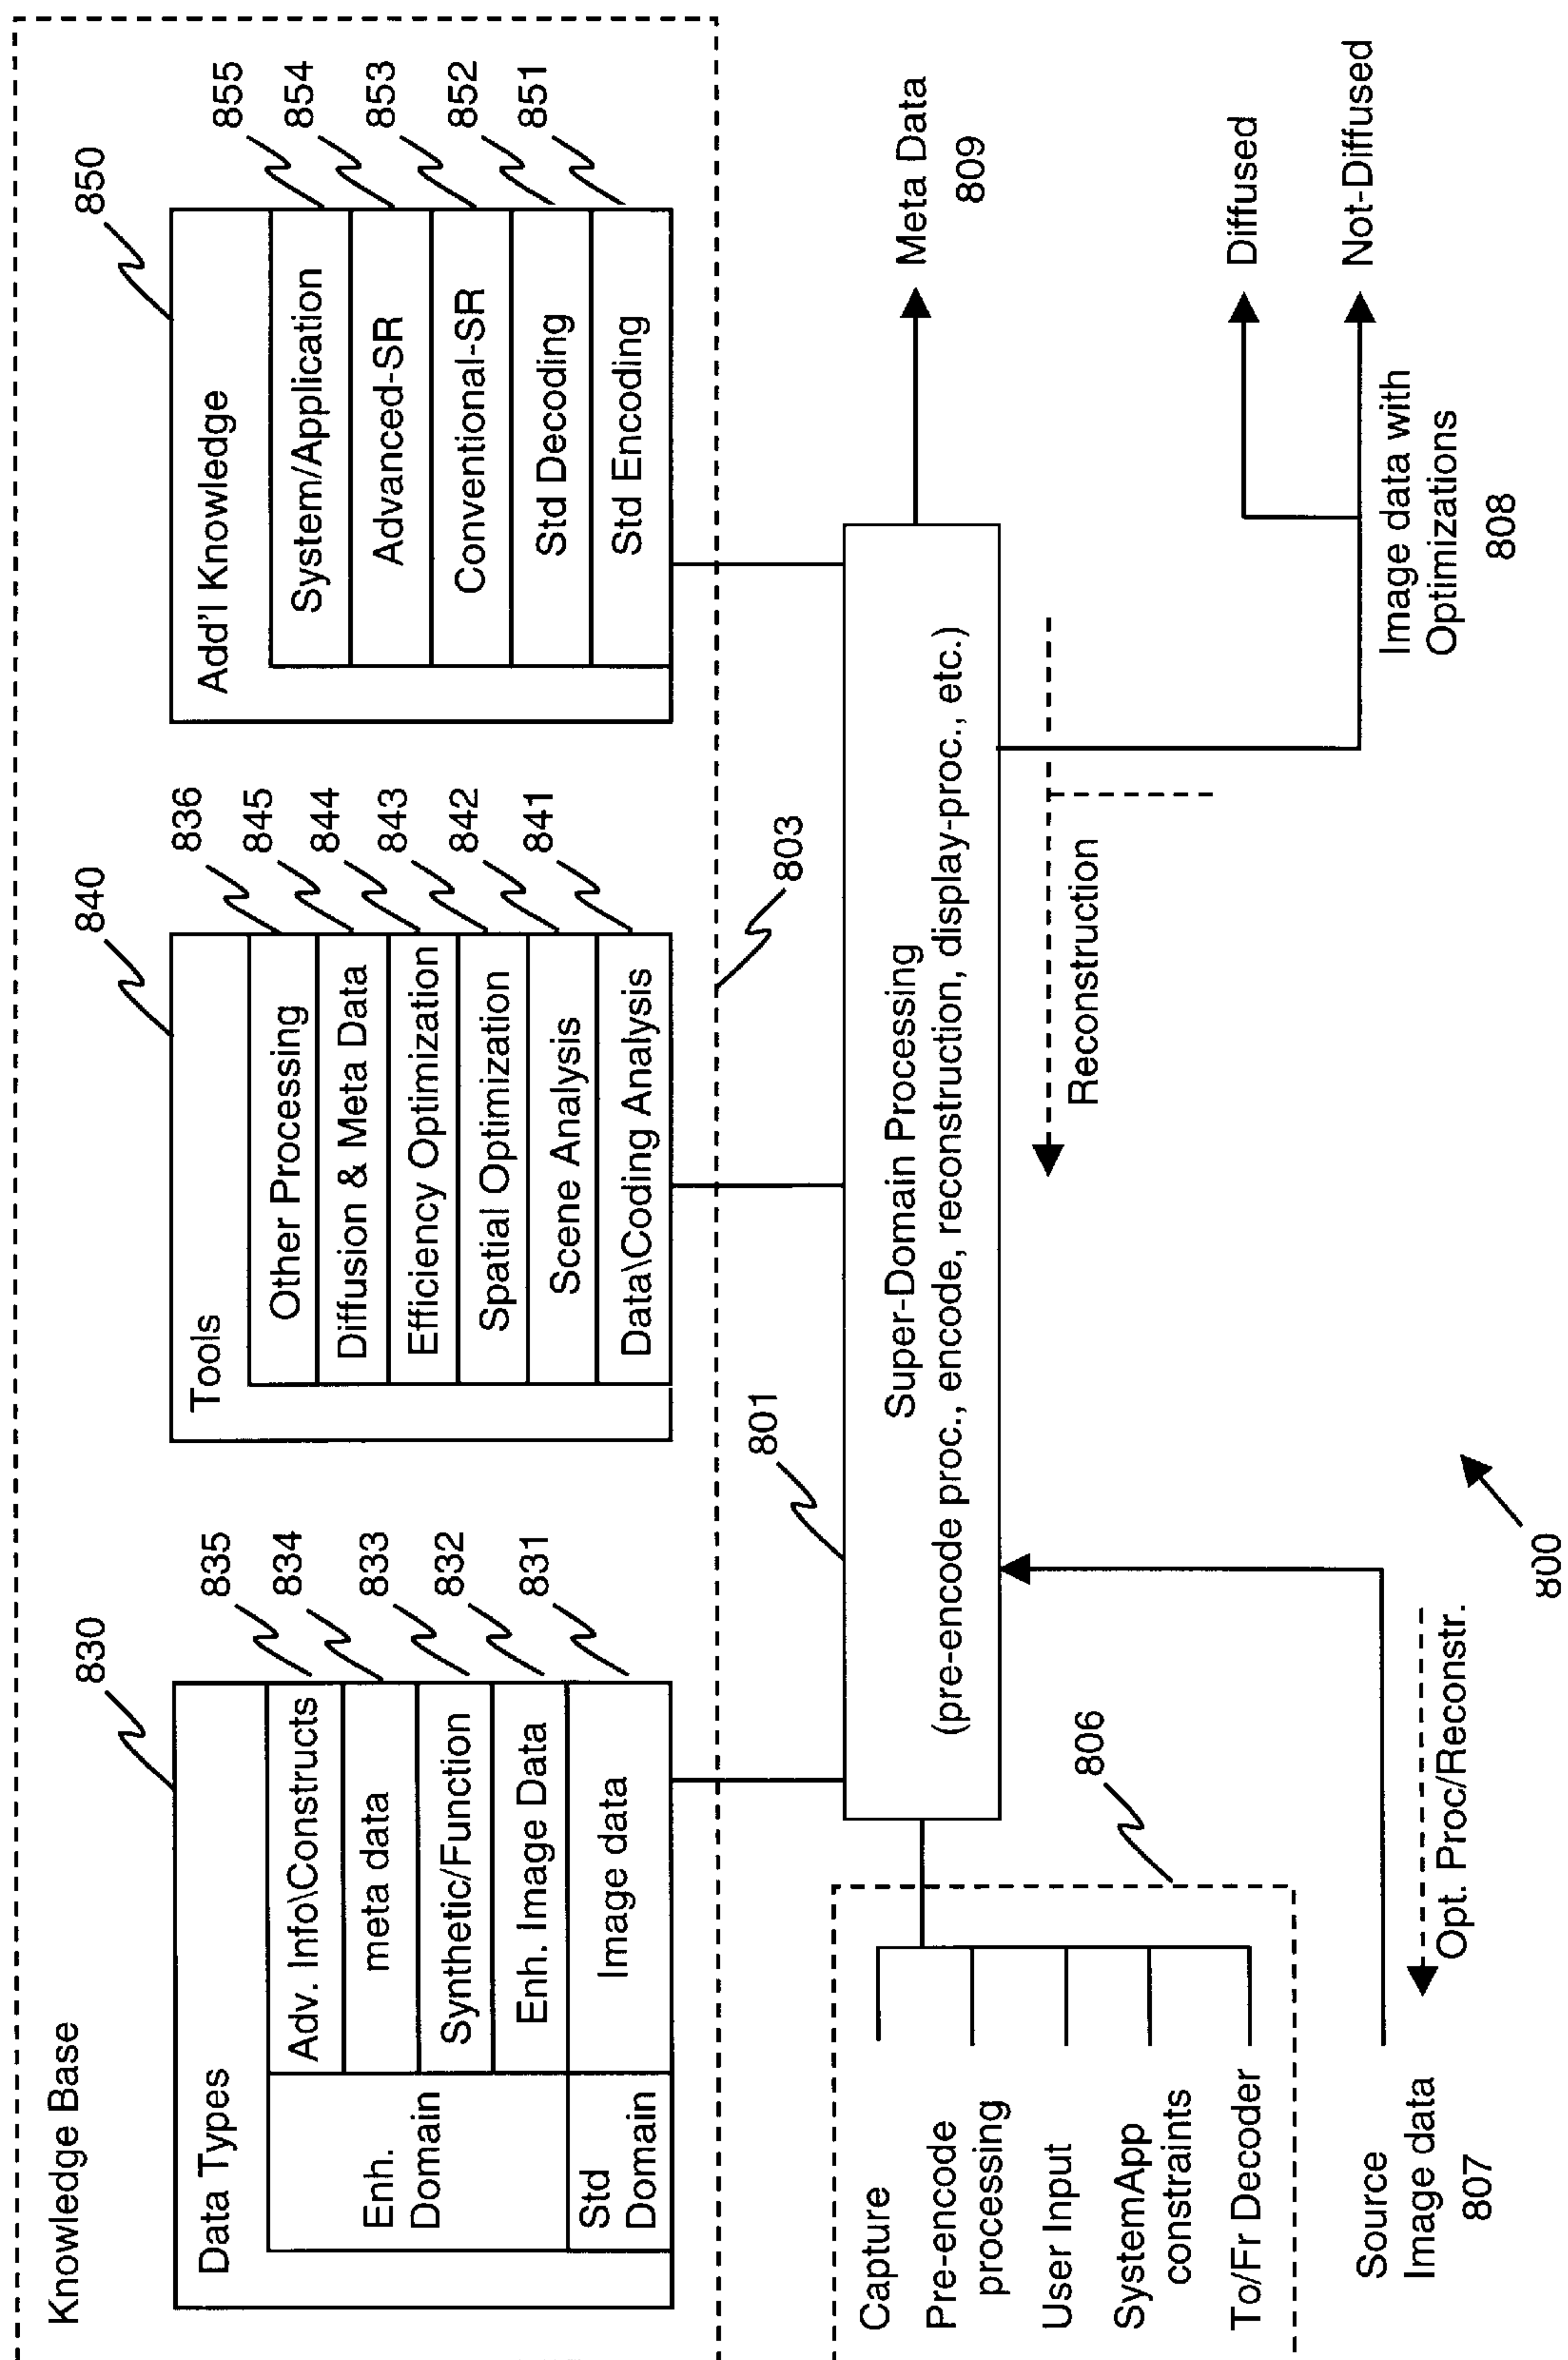 Knowledge Base
830
Data Types
Enh.
Domain
Std
Domain
Adv. Info\Constructs
meta data
Synthetic/Function
Enh. Image Data
Image data
835
834
833
832
831
840
Tools
Other Processing
Diffusion & Meta Data
Efficiency Optimization
Spatial Optimization
Scene Analysis
Data\Coding Analysis
836
845
844
843
842
841
850
Add'l Knowledge
System/Application
Advanced-SR
Conventional-SR
Std Decoding
Std Encoding
855
854
853
852
851
803
801
Super-Domain Processing
(pre-encode proc., encode, reconstruction, display-proc., etc.)
Meta Data
809
806
Capture
Pre-encode
processing
User Input
SystemApp
constraints
To/Fr Decoder
Source
Image data
807
Opt. Proc/Reconstr.
Reconstruction
Diffused
Not-Diffused
Image data with
Optimizations
808
800